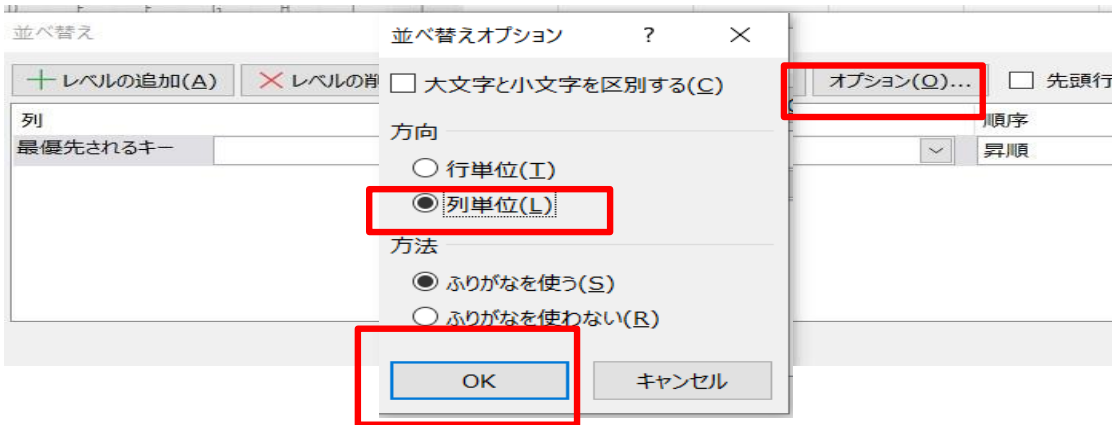 並べ替え
並べ替えオプション ? ×
レベルの追加(A) レベルの削 オプション(O)... 先頭行
大文字と小文字を区別する(C)
列 順序
方向
最優先されるキー 昇順
行単位(T)
列単位(L)
方法
ふりがなを使う(S)
ふりがなを使わない(R)
OK キャンセル